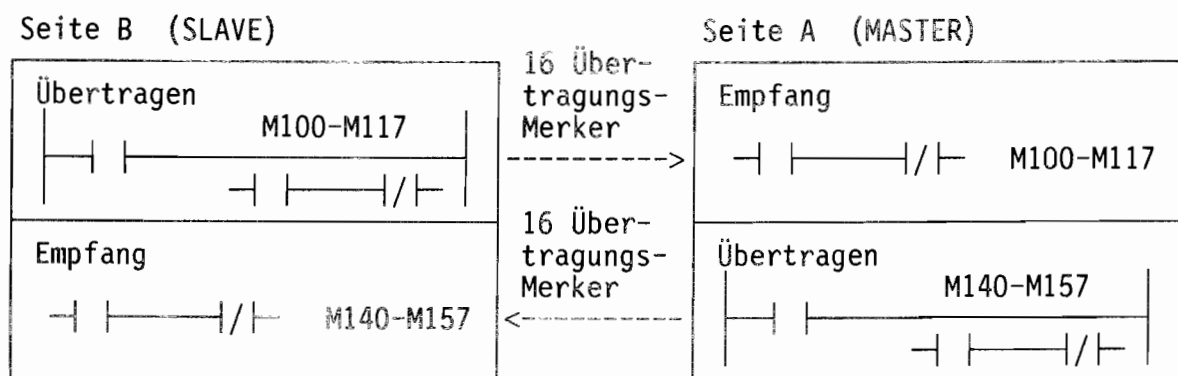 Seite B (SLAVE)
Seite A (MASTER)
16 Über-
tragungs-
Merker
Übertragen
M100-M117
Empfang
M100-M117
16 Über-
tragungs-
Merker
Empfang
M140-M157
Übertragen
M140-M157